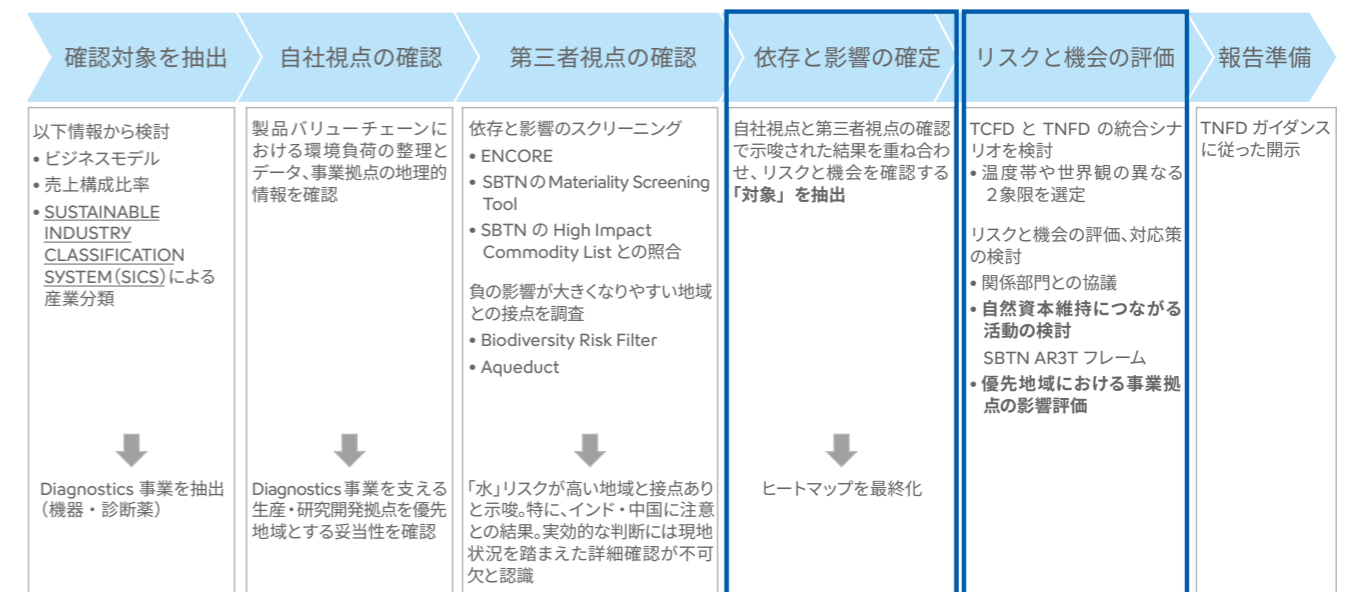 確認対象を抽出
自社視点の確認
第三者視点の確認
依存と影響の確定
リスクと機会の評価
報告準備
以下情報から検討
• ビジネスモデル
• 売上構成比率
• SUSTAINABLE
INDUSTRY
CLASSIFICATION
SYSTEM（SICS）による
産業分類
Diagnostics 事業を抽出
（機器・診断薬）
製品バリューチェーンに
おける環境負荷の整理と
データ、事業拠点の地理的
情報を確認
Diagnostics 事業を支える
生産・研究開発拠点を優先
地域とする妥当性を確認
依存と影響のスクリーニング
• ENCORE
• SBTN の Materiality Screening
Tool
• SBTN の High Impact
Commodity List との照合
負の影響が大きくなりやすい地域
との接点を調査
• Biodiversity Risk Filter
• Aqueduct
「水」リスクが高い地域と接点あり
と示唆。特に、インド・中国に注意
との結果。実効的な判断には現地
状況を踏まえた詳細確認が不可
欠と認識
自社視点と第三者視点の確認
で示唆された結果を重ね合わ
せ、リスクと機会を確認する
「対象」を抽出
ヒートマップを最終化
TCFD と TNFD の統合シナ
リオを検討
• 温度帯や世界観の異なる
２象限を選定
リスクと機会の評価、対応策
の検討
• 関係部門との協議
• 自然資本維持につながる
活動の検討
SBTN AR3T フレーム
• 優先地域における事業拠
点の影響評価
TNFD ガイダンス
に従った開示